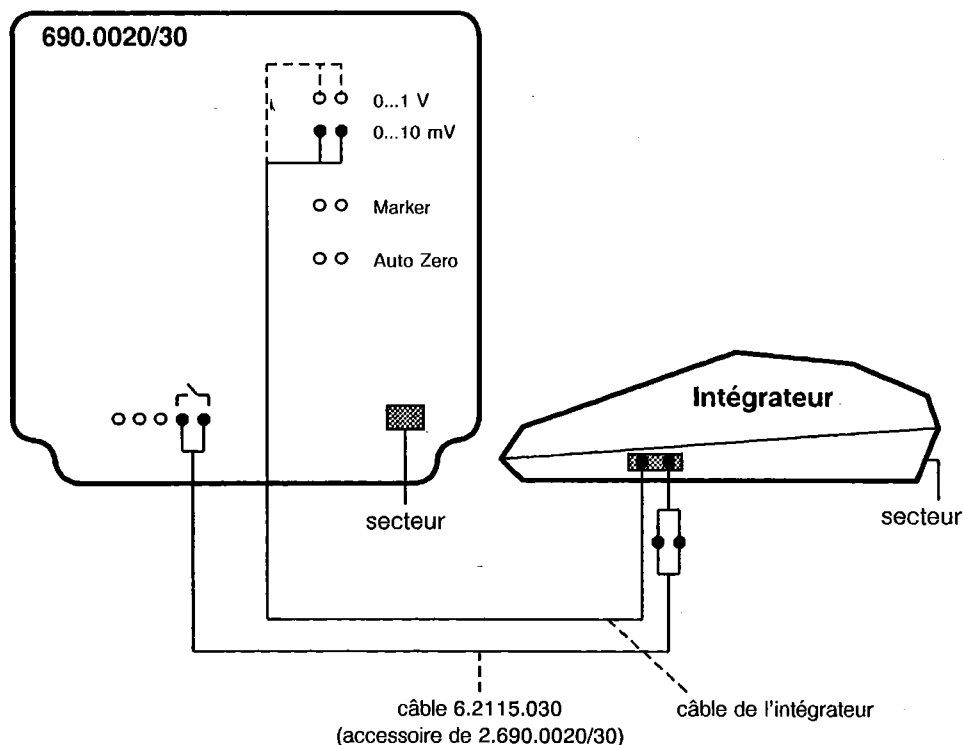 690.0020/30
0...1 V
0...10 mV
Marker
Auto Zero
Intégrateur
secteur
secteur
câble 6.2115.030
(accessoire de 2.690.0020/30)
câble de l'intégrateur